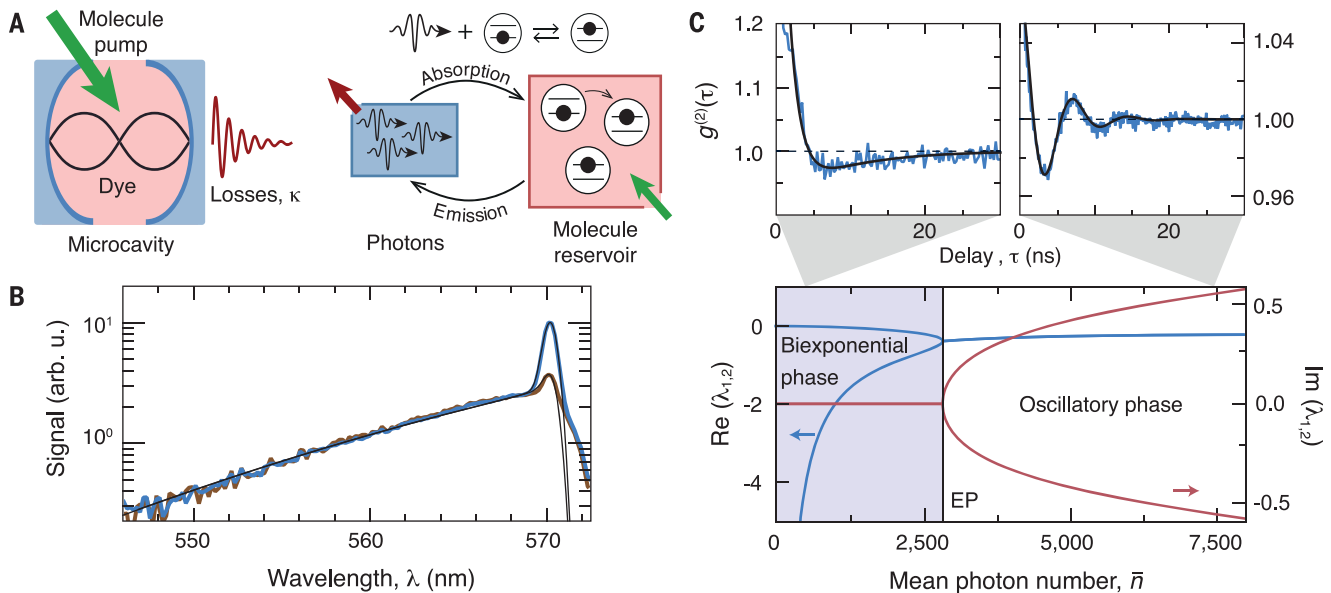 A
Molecule
pump
Dye
Losses, κ
Microcavity
+
⇄
Absorption
Emission
Photons
Molecule
reservoir
B
Signal (arb. u.)
10¹
10⁰
550
560
570
Wavelength, λ (nm)
C
g⁽²⁾(τ)
1.2
1.1
1.0
0
20
0
20
1.04
1.00
0.96
Delay , τ (ns)
Re (λ₁,₂)
0
-2
-4
Biexponential
phase
Oscillatory phase
EP
0.5
0.0
-0.5
Im (λ₁,₂)
0
2,500
5,000
7,500
Mean photon number, n̄